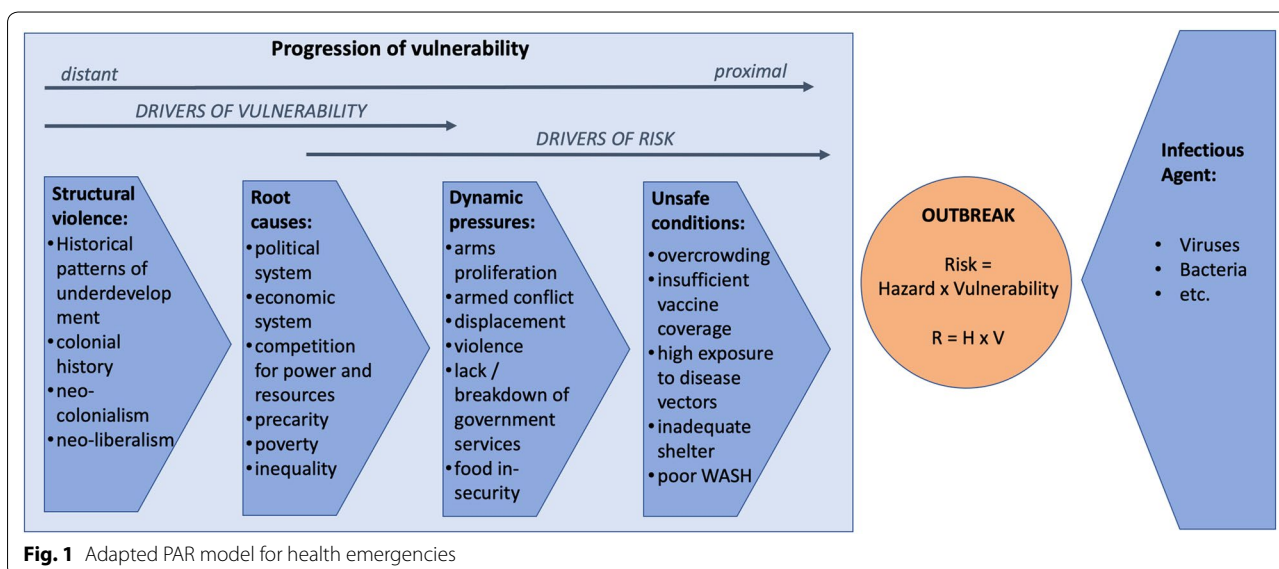 Progression of vulnerability
distant
proximal
DRIVERS OF VULNERABILITY
DRIVERS OF RISK
Structural
violence:
•Historical
patterns of
underdevelop
ment
•colonial
history
•neo-
colonialism
•neo-liberalism
Root
causes:
•political
system
•economic
system
•competition
for power and
resources
•precarity
•poverty
•inequality
Dynamic
pressures:
•arms
proliferation
•armed conflict
•displacement
•violence
•lack /
breakdown of
government
services
•food in-
security
Unsafe
conditions:
•overcrowding
•insufficient
vaccine
coverage
•high exposure
to disease
vectors
•inadequate
shelter
•poor WASH
OUTBREAK
Risk =
Hazard x Vulnerability
R = H x V
Infectious
Agent:
• Viruses
• Bacteria
• etc.
Fig. 1 Adapted PAR model for health emergencies